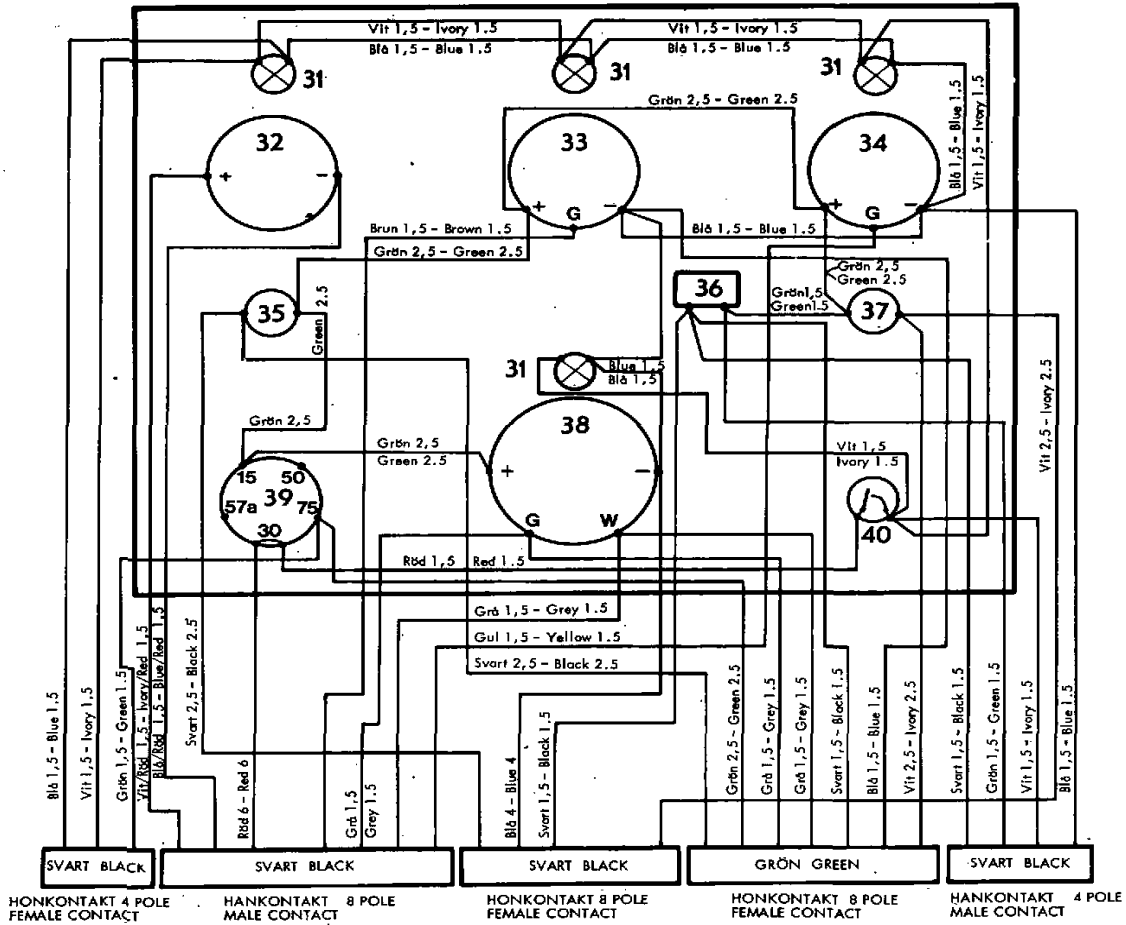 Vit 1,5 - Ivory 1.5
Vit 1,5 - Ivory 1.5
Blå 1,5 - Blue 1.5
Blå 1,5 - Blue 1.5
31
31
31
Grön 2,5 - Green 2.5
Blå 1,5 - Blue 1.5
Vit 1,5 - Ivory 1.5
32
33
34
+ -
+ G -
+ G -
Brun 1,5 - Brown 1.5
Blå 1,5 - Blue 1.5
Grön 2,5 - Green 2.5
Grön 2,5
Green 2.5
36
Grön 1,5
Green 1.5
35
37
Green 2.5
31
Blue 1.5
Blå 1,5
Grön 2,5
38
Grön 2,5
Green 2.5
Vit 1,5
Ivory 1.5
Vit 2,5 - Ivory 2.5
+ -
15 50
57a 39 75
30
G W
40
Röd 1,5 Red 1.5
Grå 1,5 - Grey 1.5
Gul 1,5 - Yellow 1.5
Svart 2,5 - Black 2.5
Blå 1,5 - Blue 1.5
Vit 1,5 - Ivory 1.5
Grön 1,5 - Green 1.5
Vit/Röd 1,5 - Ivory/Red 1,5
Blå/Röd 1,5 - Blue/Red 1,5
Svart 2,5 - Black 2.5
Röd 6 - Red 6
Grå 1,5
Grey 1.5
Blå 4 - Blue 4
Svart 1,5 - Black 1.5
Grön 2,5 - Green 2.5
Grå 1,5 - Grey 1.5
Grå 1,5 - Grey 1.5
Svart 1,5 - Black 1.5
Blå 1,5 - Blue 1.5
Vit 2,5 - Ivory 2.5
Svart 1,5 - Black 1.5
Grön 1,5 - Green 1.5
Vit 1,5 - Ivory 1.5
Blå 1,5 - Blue 1.5
SVART BLACK
SVART BLACK
SVART BLACK
GRÖN GREEN
SVART BLACK
HONKONTAKT 4 POLE
FEMALE CONTACT
HANKONTAKT 8 POLE
MALE CONTACT
HONKONTAKT 8 POLE
FEMALE CONTACT
HONKONTAKT 8 POLE
FEMALE CONTACT
HANKONTAKT 4 POLE
MALE CONTACT